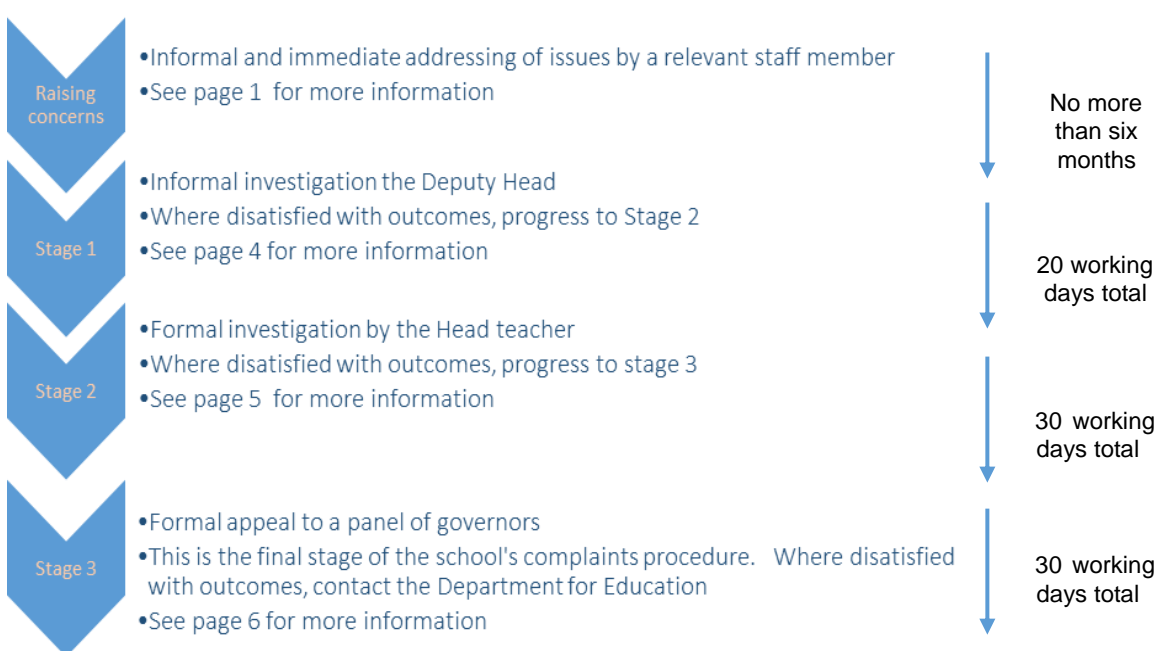 Raising
concerns
•Informal and immediate addressing of issues by a relevant staff member
•See page 1 for more information
No more
than six
months
Stage 1
•Informal investigation the Deputy Head
•Where disatisfied with outcomes, progress to Stage 2
•See page 4 for more information
20 working
days total
Stage 2
•Formal investigation by the Head teacher
•Where disatisfied with outcomes, progress to stage 3
•See page 5 for more information
30 working
days total
Stage 3
•Formal appeal to a panel of governors
•This is the final stage of the school's complaints procedure. Where disatisfied
with outcomes, contact the Department for Education
•See page 6 for more information
30 working
days total